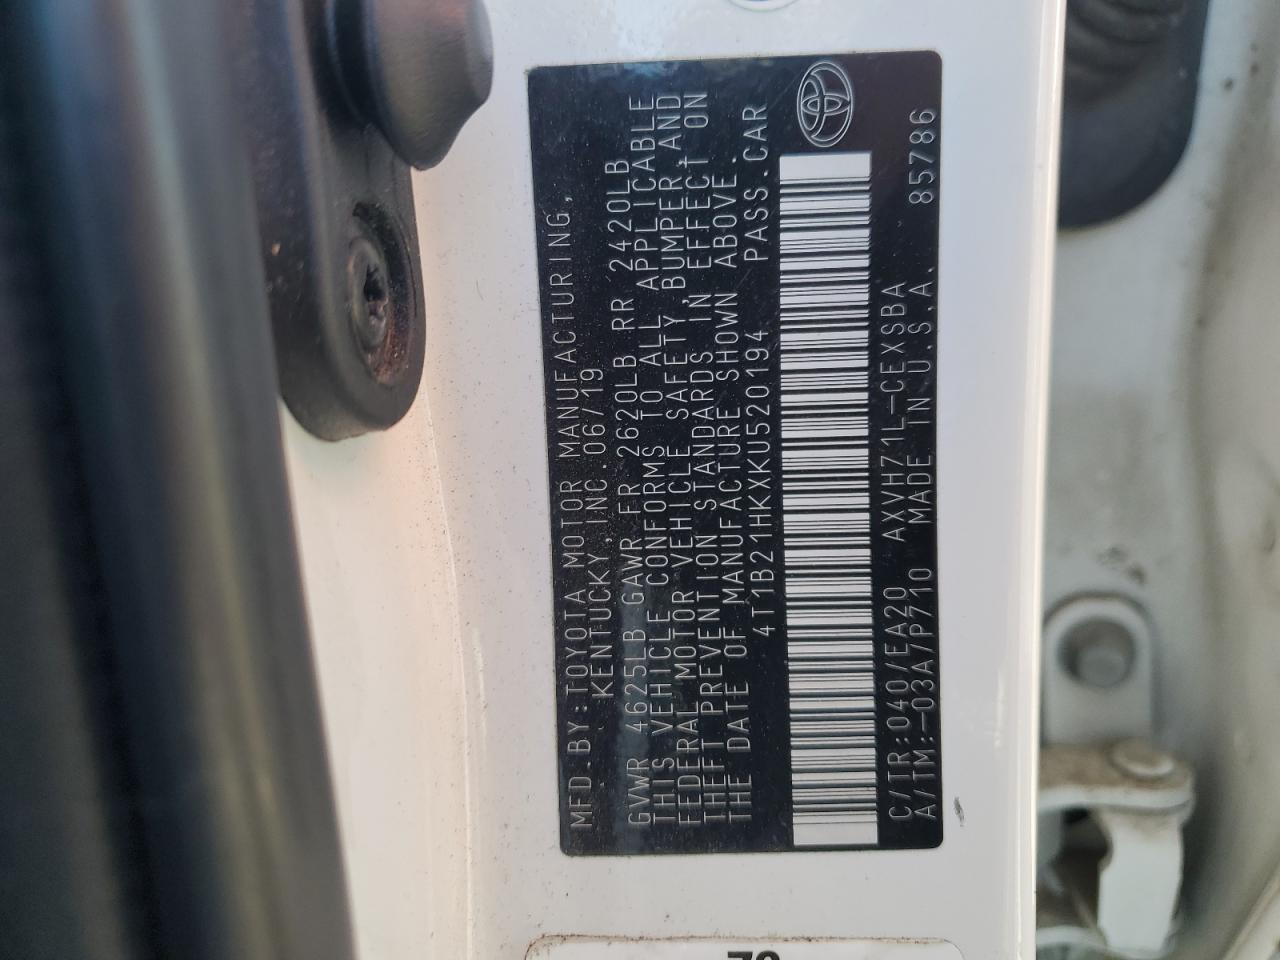 MFD.BY:TOYOTA MOTOR MANUFACTURING,
KENTUCKY,INC.06/19
GVWR 4625LB GAWR FR 2620LB RR 2420LB
THIS VEHICLE CONFORMS TO ALL APPLICABLE
FEDERAL MOTOR VEHICLE SAFETY,BUMPER,AND
THEFT PREVENTION STANDARDS IN EFFECT ON
THE DATE OF MANUFACTURE SHOWN ABOVE.
4T1B21HKXKU520194 PASS.CAR
C/TR:040/EA20 AXVH71L-CEXSBA
A/TM:-03A/P710 MADE IN U.S.A. 85786